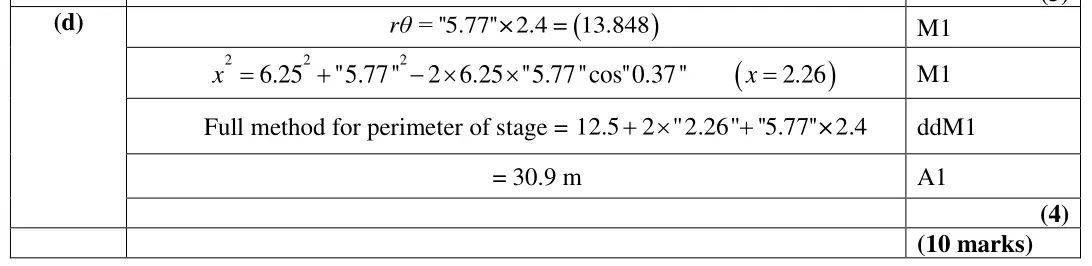 (d) rθ = "5.77"×2.4 = (13.848) M1
x² = 6.25² + "5.77"² − 2×6.25×"5.77"cos"0.37" (x = 2.26) M1
Full method for perimeter of stage = 12.5 + 2×"2.26"+ "5.77"×2.4 ddM1
= 30.9 m A1
(4)
(10 marks)